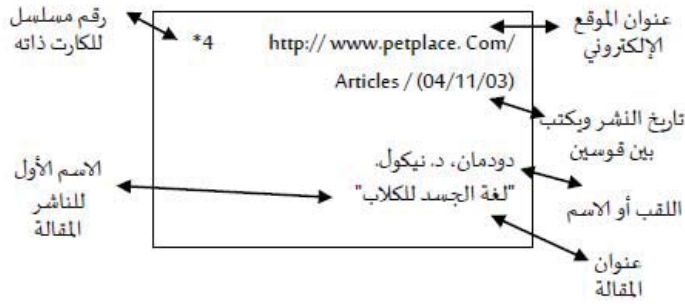 رقم مسلسل
للكارت ذاته
*4
http:// www.petplace. Com/
Articles / (04/11/03)
دودمان، د. نيكول.
"لغة الجسد للكلاب"
عنوان الموقع
الإلكتروني
تاريخ النشر ويكتب
بين قوسين
اللقب أو الاسم
عنوان
المقالة
الاسم الأول
للناشر
المقالة